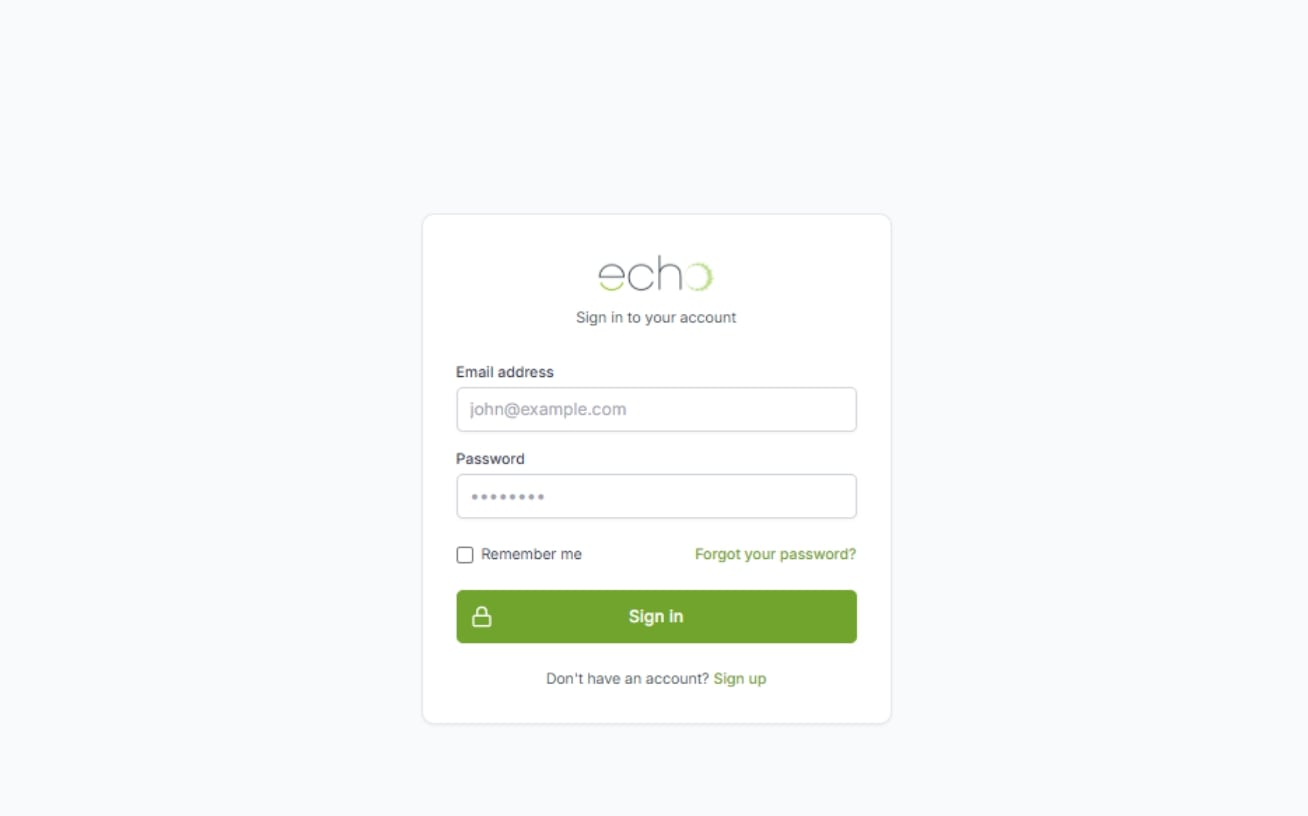 echo
Sign in to your account
Email address
john@example.com
Password
••••••••
Remember me
Forgot your password?
Sign in
Don't have an account? Sign up